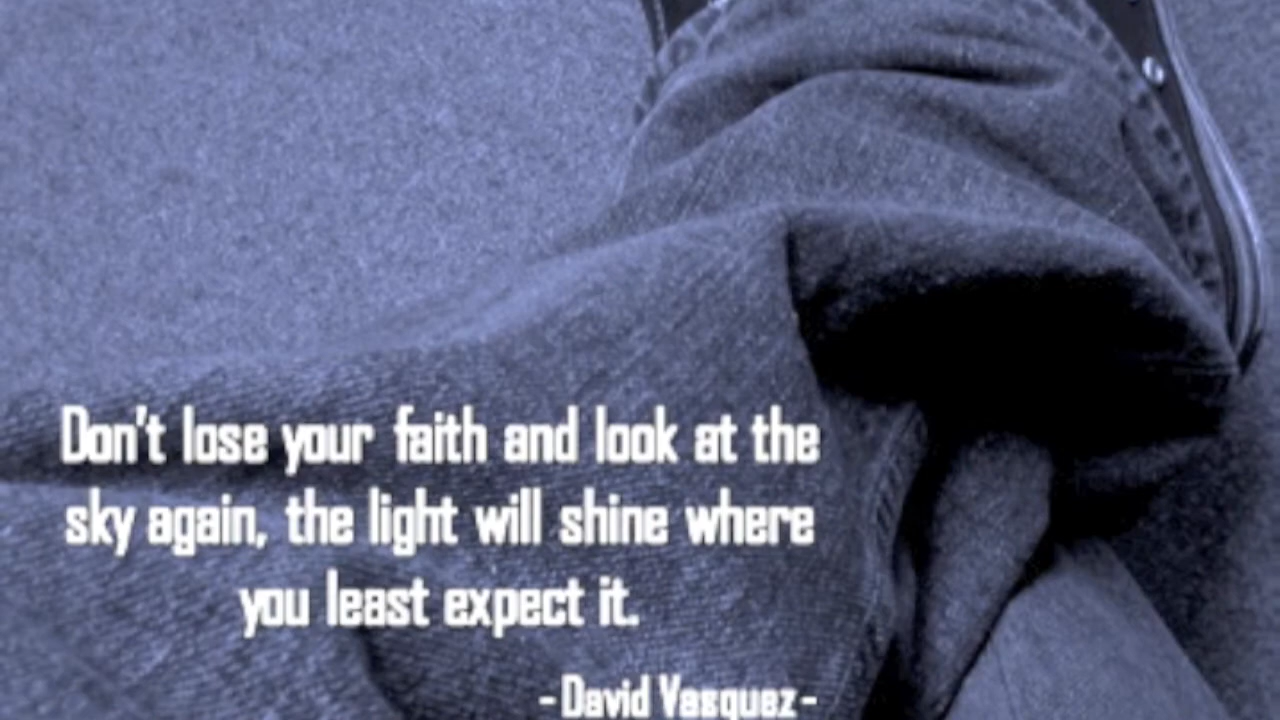 Don't lose your faith and look at the
sky again, the light will shine where
you least expect it.
-David Vasquez-